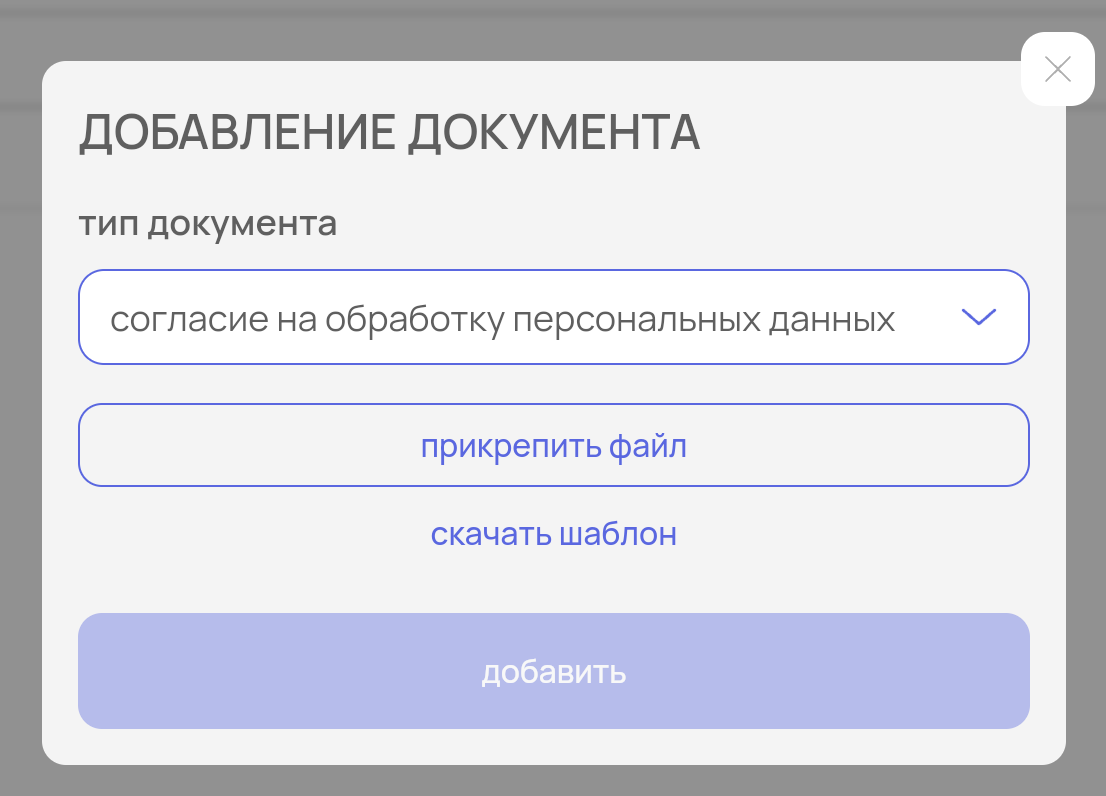 ДОБАВЛЕНИЕ ДОКУМЕНТА
тип документа
согласие на обработку персональных данных
прикрепить файл
скачать шаблон
добавить